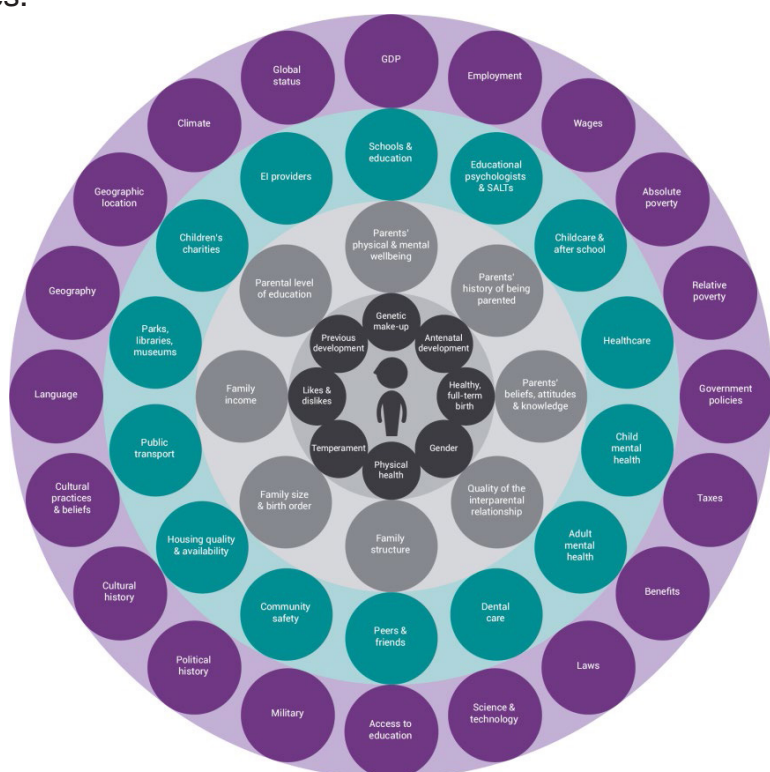 GDP
Employment
Wages
Absolute
poverty
Relative
poverty
Government
policies
Taxes
Benefits
Laws
Science &
technology
Access to
education
Military
Political
history
Cultural
history
Cultural
practices
& beliefs
Language
Geography
Geographic
location
Climate
Global
status
Schools &
education
Educational
psychologists
& SALTs
Childcare &
after school
Healthcare
Child
mental
health
Adult
mental
health
Dental
care
Peers &
friends
Community
safety
Housing quality
& availability
Public
transport
Parks,
libraries,
museums
Children's
charities
EI providers
Parents'
physical & mental
wellbeing
Parents'
history of being
parented
Parents'
beliefs, attitudes
& knowledge
Quality of the
interparental
relationship
Family
structure
Family size
& birth order
Family
income
Parental level
of education
Genetic
make-up
Antenatal
development
Healthy,
full-term
birth
Gender
Physical
health
Temperament
Likes &
dislikes
Previous
development